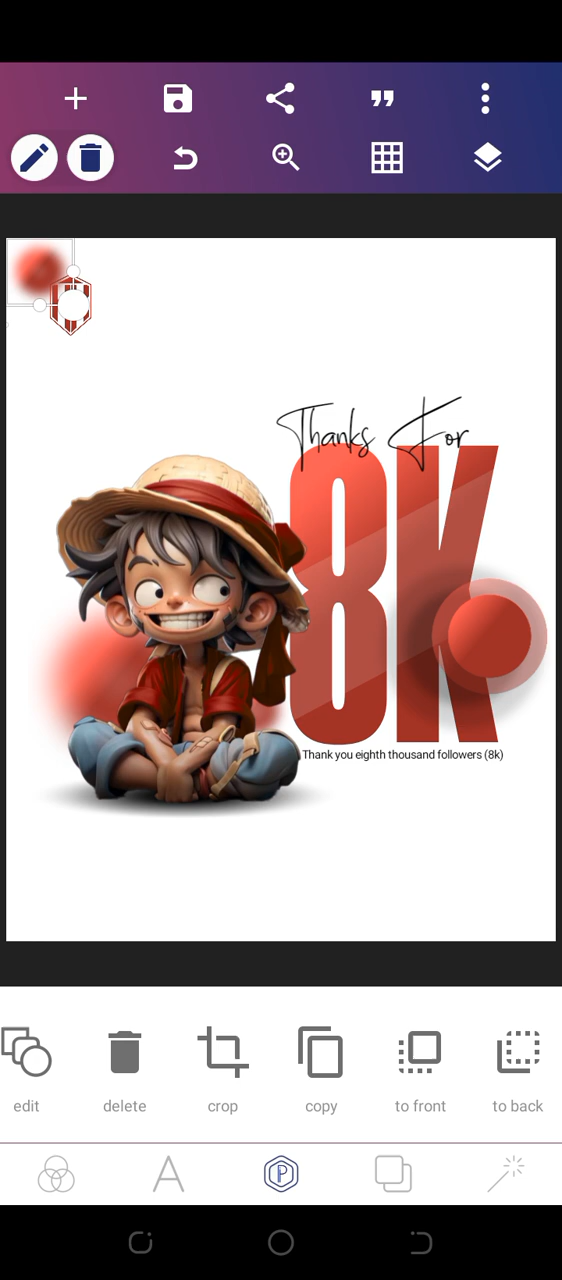 Thanks For
8K
Thank you eighth thousand followers (8k)
edit
delete
crop
copy
to front
to back